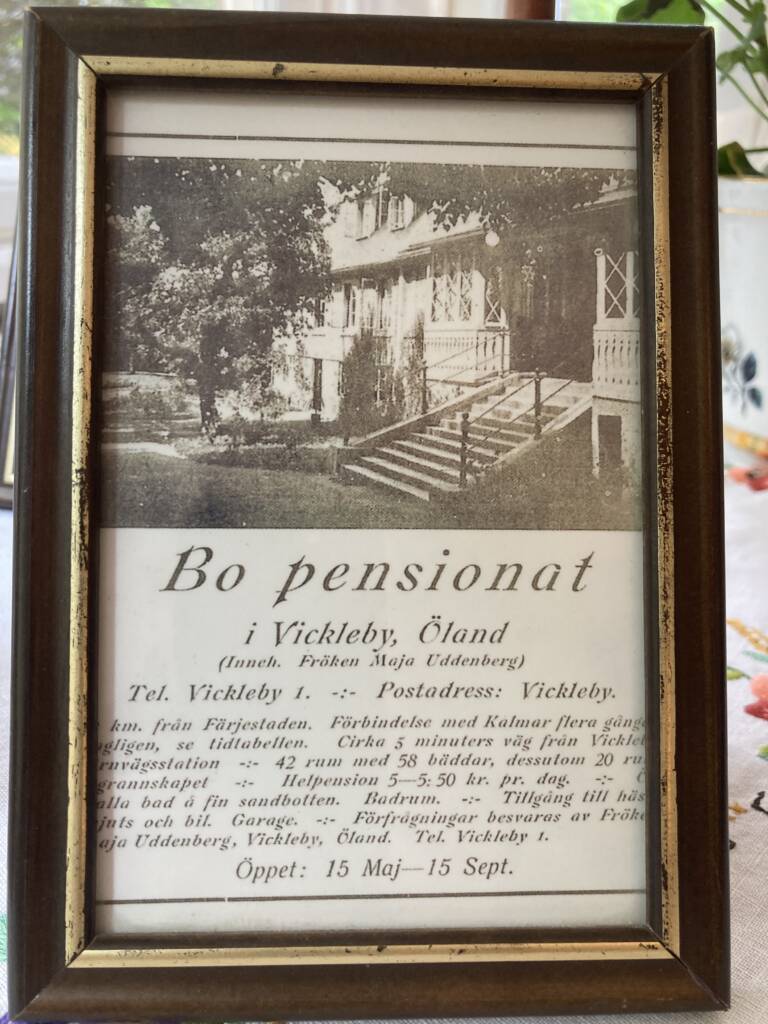 Bo pensionat
i Vickleby, Öland
(Inneh. Fröken Maja Uddenberg)
Tel. Vickleby 1. -:- Postadress: Vickleby.
km. från Färjestaden. Förbindelse med Kalmar flera gång
gligen, se tidtabellen. Cirka 5 minuters väg från Vickle
rnvägsstation -:- 42 rum med 58 bäddar, dessutom 20 ru
grannskapet -:- Helpension 5—5:50 kr. pr. dag. -:-
alla bad å fin sandbotten. Badrum. -:- Tillgång till häs
juts och bil. Garage. -:- Förfrågningar besvaras av Fröke
aja Uddenberg, Vickleby, Öland. Tel. Vickleby 1.
Öppet: 15 Maj—15 Sept.